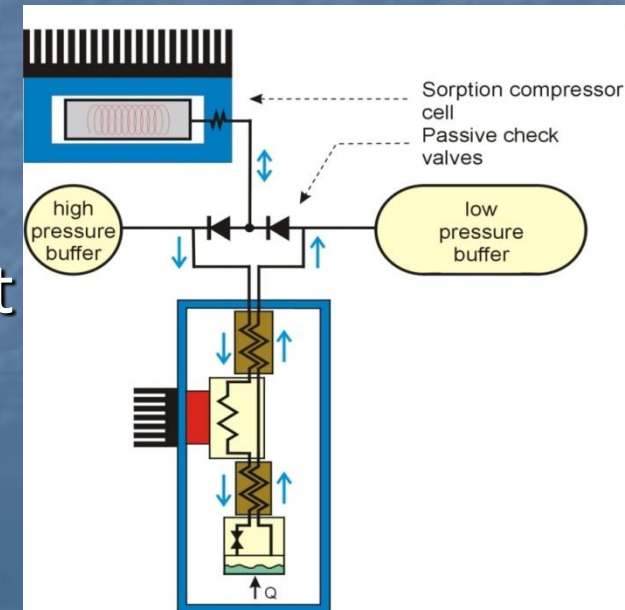 Sorption compressor
cell
Passive check
valves
high
pressure
buffer
low
pressure
buffer
t
Q